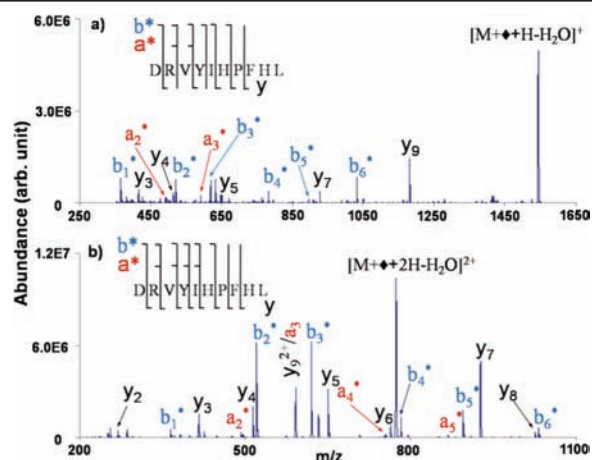 6.0E6
a)
b*
a*
DRVYIHPFHL
y
[M+♦+H-H₂O]⁺
3.0E6
a₂* y₄ b₂* a₃* b₃* b₅* y₉
b₁* y₃ y₅ b₄* y₇ b₆*
0
250 450 650 850 1050 1250 1450 1650
Abundance (arb. unit)
1.2E7
b)
b*
a*
DRVYIHPFHL
y
[M+♦+2H-H₂O]²⁺
6.0E6
b₂* y₉²⁺/a₃ b₃* y₇
y₂ b₁* y₃ a₂* y₄ y₅ a₄* y₆ b₄* b₅* a₅* y₈ b₆*
0
200 500 800 1100
m/z